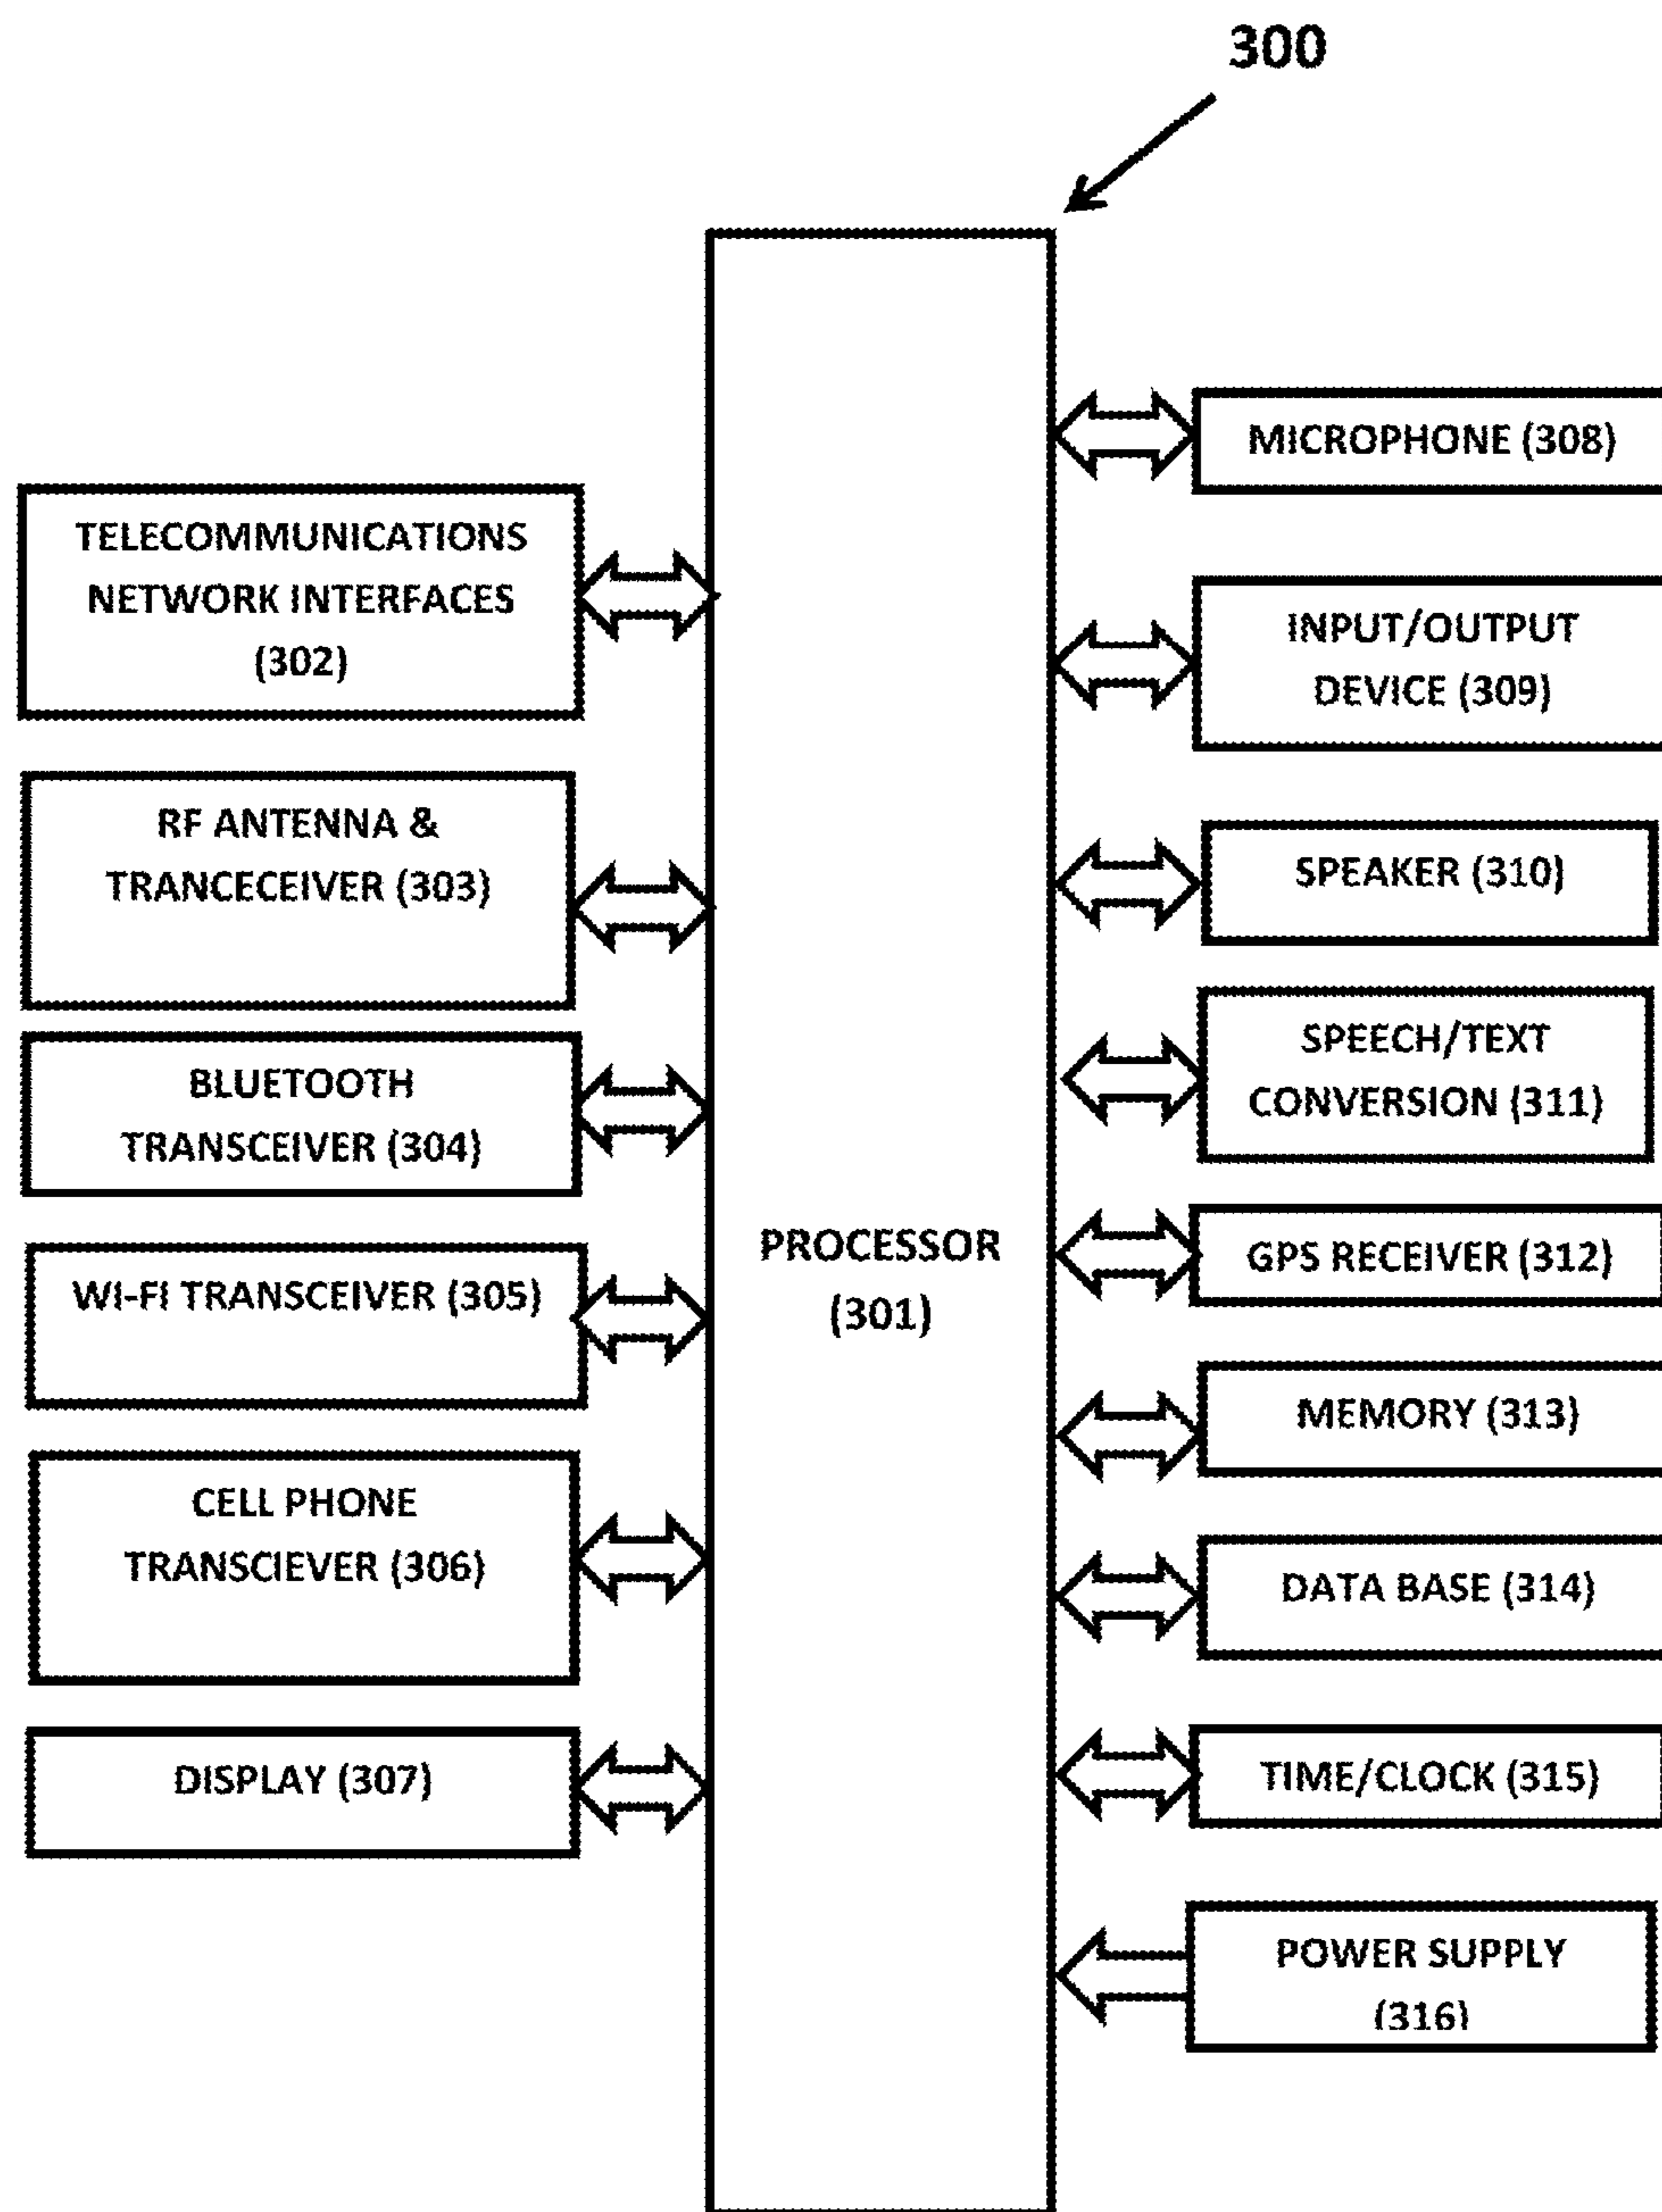 300
TELECOMMUNICATIONS
NETWORK INTERFACES
(302)
RF ANTENNA &
TRANCECEIVER (303)
BLUETOOTH
TRANSCEIVER (304)
WI-FI TRANSCEIVER (305)
CELL PHONE
TRANSCIEVER (306)
DISPLAY (307)
PROCESSOR
(301)
MICROPHONE (308)
INPUT/OUTPUT
DEVICE (309)
SPEAKER (310)
SPEECH/TEXT
CONVERSION (311)
GPS RECEIVER (312)
MEMORY (313)
DATA BASE (314)
TIME/CLOCK (315)
POWER SUPPLY
(316)